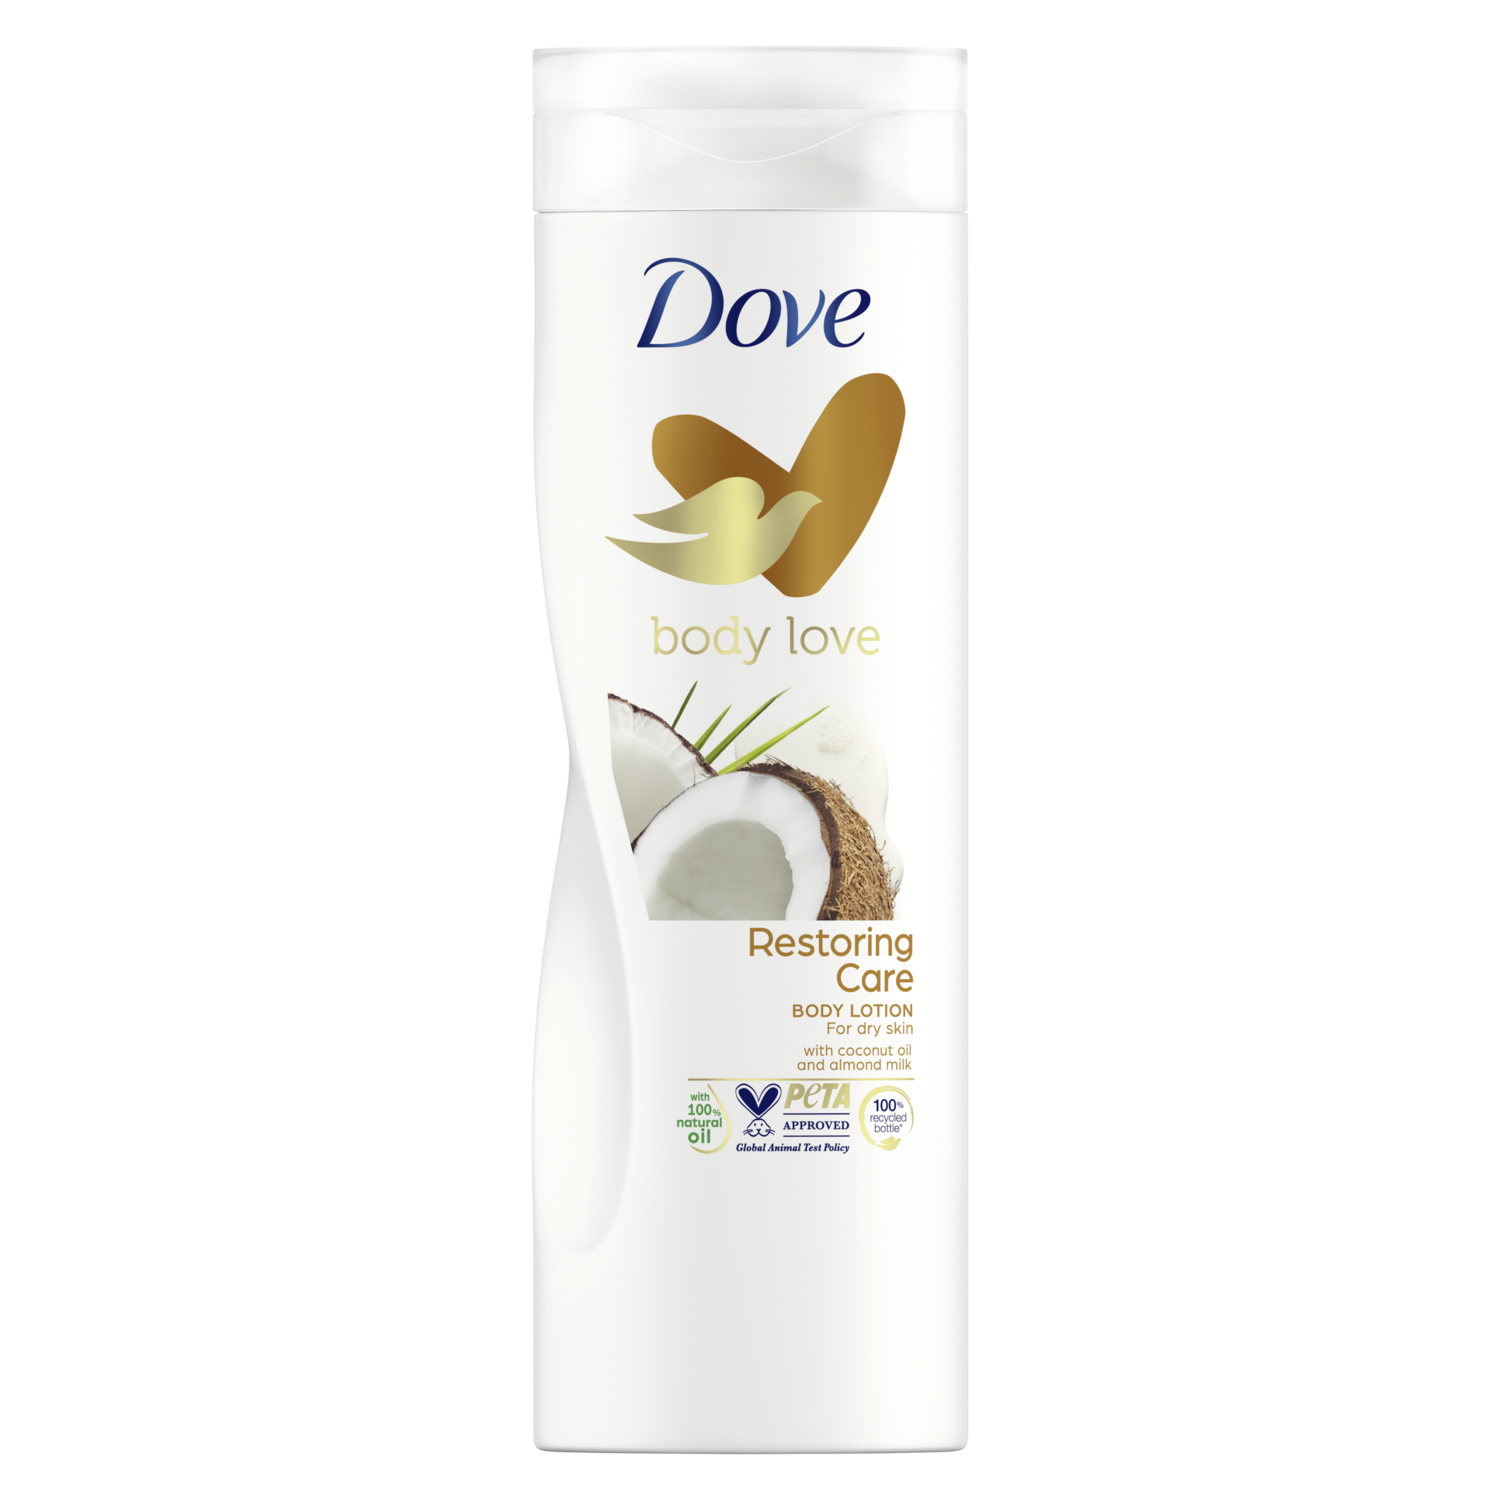 Dove
body love
Restoring
Care
BODY LOTION
For dry skin
with coconut oil
and almond milk
with
100%
natural
oil
PETA
APPROVED
Global Animal Test Policy
100%
recycled
bottle*